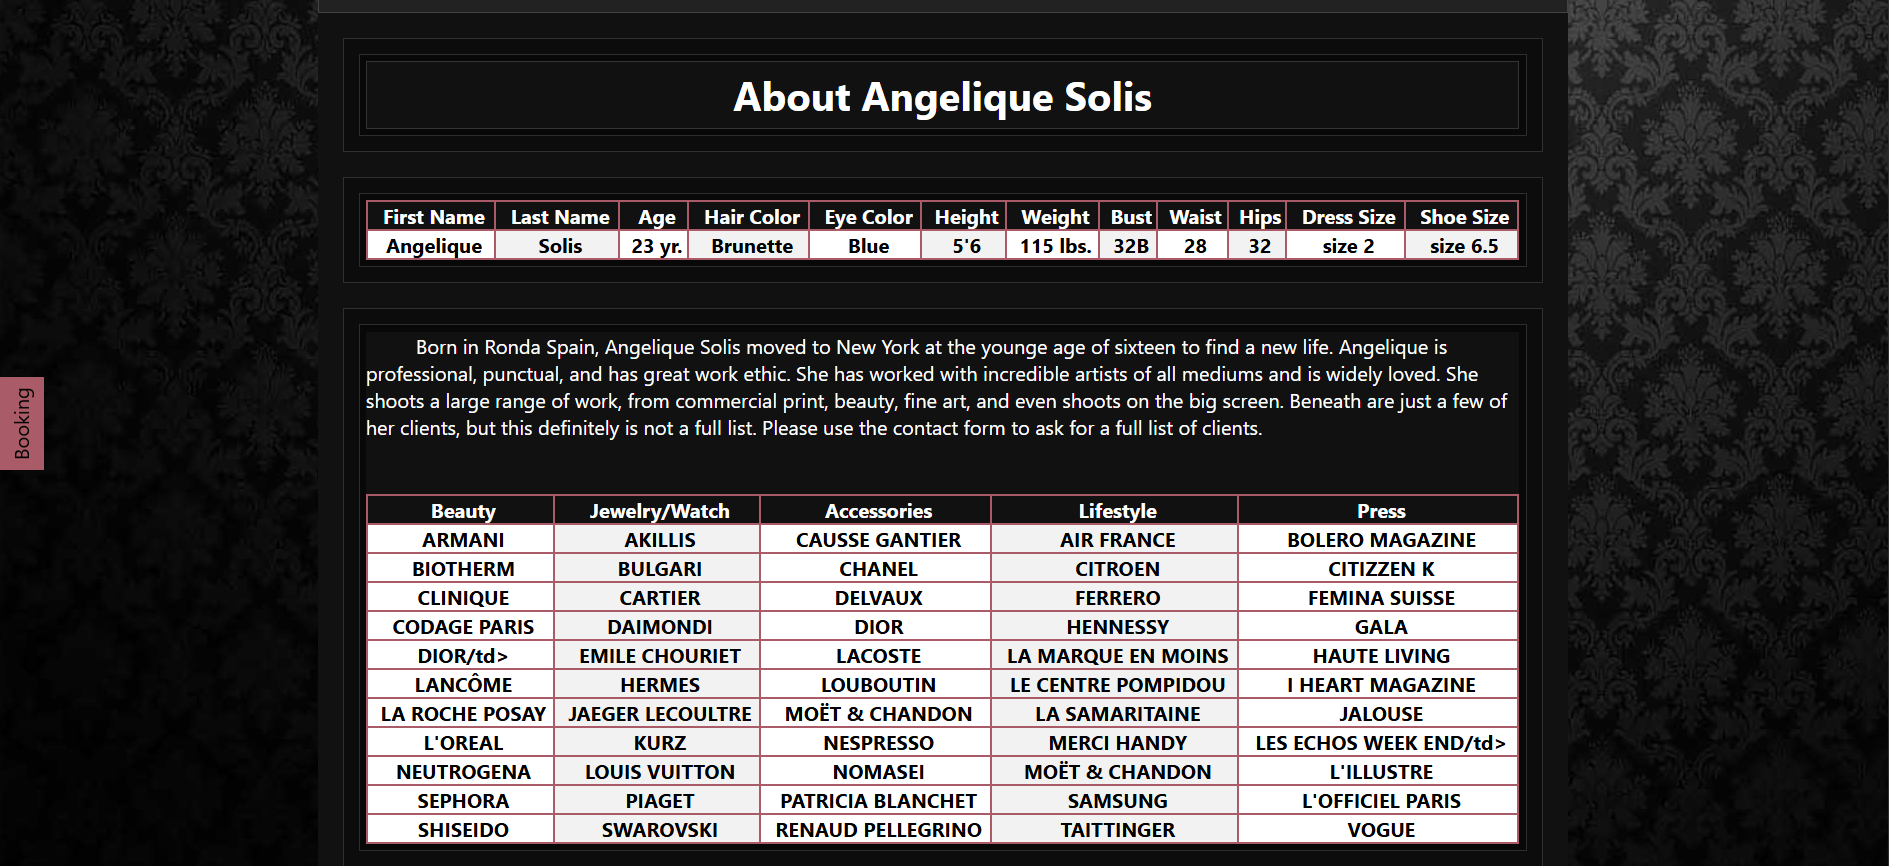 About Angelique Solis
First Name Last Name Age Hair Color Eye Color Height Weight Bust Waist Hips Dress Size Shoe Size
Angelique Solis 23 yr. Brunette Blue 5'6 115 lbs. 32B 28 32 size 2 size 6.5
Born in Ronda Spain, Angelique Solis moved to New York at the younge age of sixteen to find a new life. Angelique is
professional, punctual, and has great work ethic. She has worked with incredible artists of all mediums and is widely loved. She
shoots a large range of work, from commercial print, beauty, fine art, and even shoots on the big screen. Beneath are just a few of
her clients, but this definitely is not a full list. Please use the contact form to ask for a full list of clients.
Booking
Beauty Jewelry/Watch Accessories Lifestyle Press
ARMANI AKILLIS CAUSSE GANTIER AIR FRANCE BOLERO MAGAZINE
BIOTHERM BULGARI CHANEL CITROEN CITIZZEN K
CLINIQUE CARTIER DELVAUX FERRERO FEMINA SUISSE
CODAGE PARIS DAIMONDI DIOR HENNESSY GALA
DIOR/td> EMILE CHOURIET LACOSTE LA MARQUE EN MOINS HAUTE LIVING
LANCÔME HERMES LOUBOUTIN LE CENTRE POMPIDOU I HEART MAGAZINE
LA ROCHE POSAY JAEGER LECOULTRE MOËT & CHANDON LA SAMARITAINE JALOUSE
L'OREAL KURZ NESPRESSO MERCI HANDY LES ECHOS WEEK END/td>
NEUTROGENA LOUIS VUITTON NOMASEI MOËT & CHANDON L'ILLUSTRE
SEPHORA PIAGET PATRICIA BLANCHET SAMSUNG L'OFFICIEL PARIS
SHISEIDO SWAROVSKI RENAUD PELLEGRINO TAITTINGER VOGUE